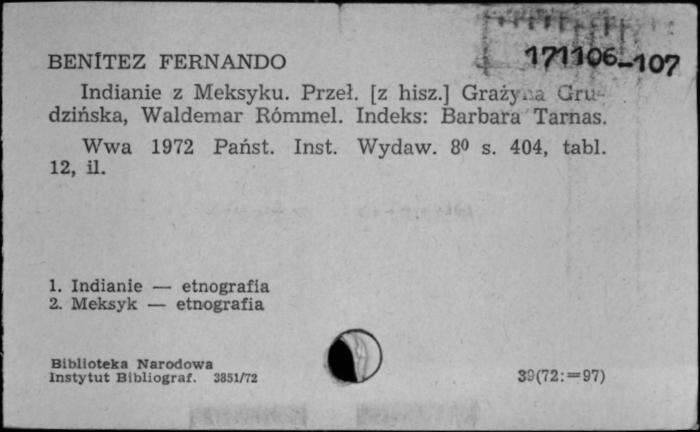 171106-107
BENÍTEZ FERNANDO
Indianie z Meksyku. Przeł. [z hisz.] Grażyna Gru-
dzińska, Waldemar Rómmel. Indeks: Barbara Tarnas.
Wwa 1972 Państ. Inst. Wydaw. 8⁰ s. 404, tabl.
12, il.
1. Indianie — etnografia
2. Meksyk — etnografia
Biblioteka Narodowa
Instytut Bibliograf. 3851/72
39(72:=97)